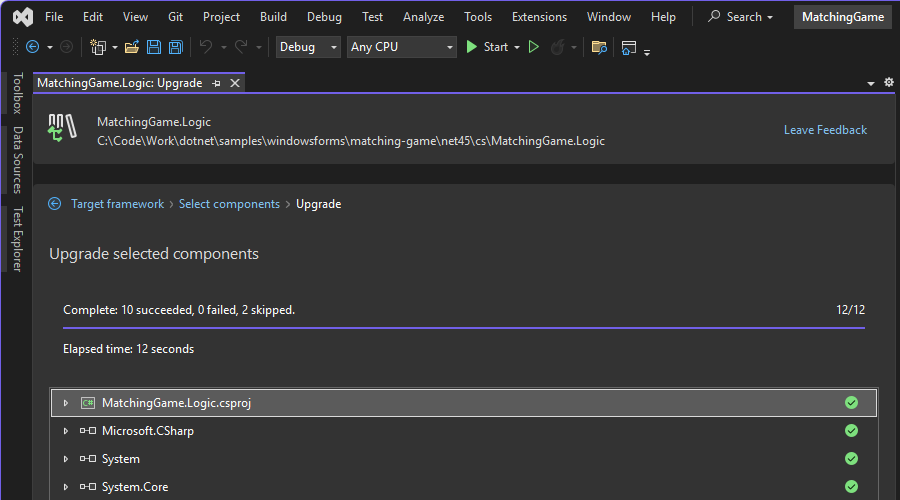 File Edit View Git Project Build Debug Test Analyze Tools Extensions Window Help Search MatchingGame
Debug Any CPU Start
MatchingGame.Logic: Upgrade
Toolbox
Data Sources
Test Explorer
MatchingGame.Logic
C:\Code\Work\dotnet\samples\windowsforms\matching-game\net45\cs\MatchingGame.Logic
Leave Feedback
Target framework > Select components > Upgrade
Upgrade selected components
Complete: 10 succeeded, 0 failed, 2 skipped. 12/12
Elapsed time: 12 seconds
C# MatchingGame.Logic.csproj
Microsoft.CSharp
System
System.Core